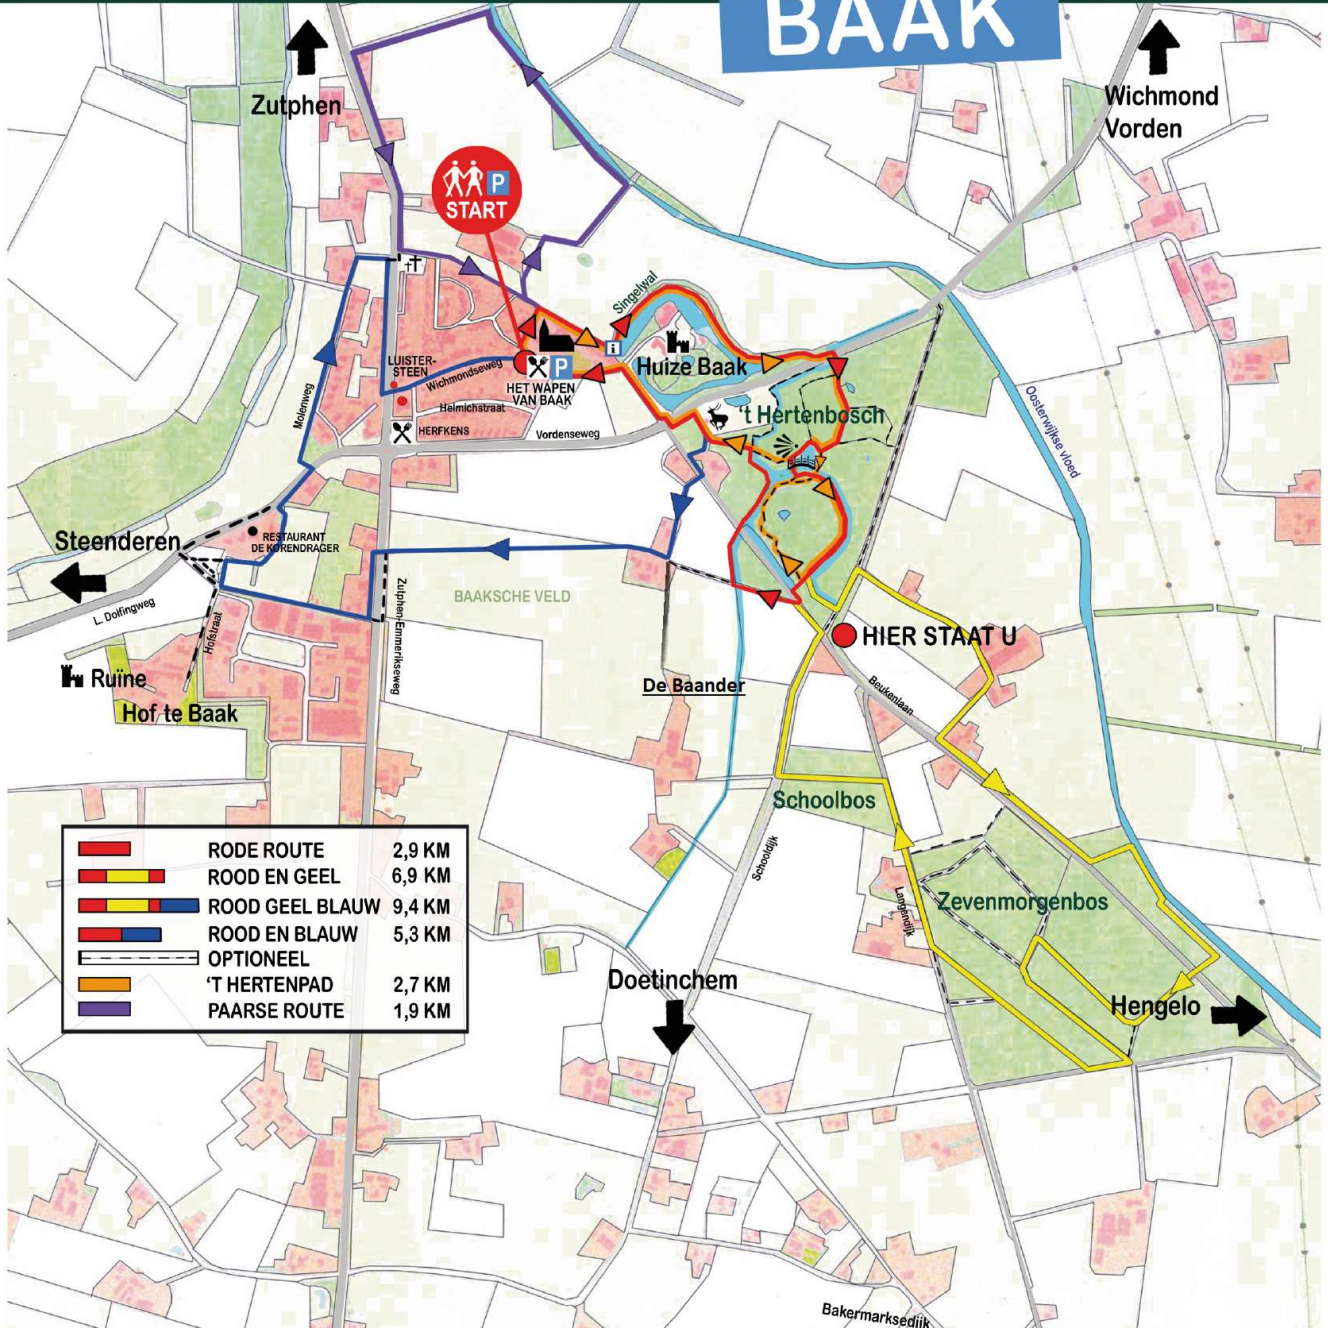 BAAK
Zutphen
Wichmond
Vorden
P
START
Singelwal
i
Huize Baak
LUISTER-
STEEN
Wichmondseweg
P
HET WAPEN
VAN BAAK
Molenweg
Helmichstraat
HERFKENS
Vordenseweg
't Hertenbosch
Oosterwijkse vloed
Steenderen
RESTAURANT
DE KORENDRAGER
L. Dolfingweg
Hofstraat
Zutphen-Emmerikseweg
BAAKSCHE VELD
HIER STAAT U
Ruïne
Hof te Baak
De Baander
Beukenlaan
Schoolbos
Schooldijk
Langendijk
Zevenmorgenbos
RODE ROUTE 2,9 KM
ROOD EN GEEL 6,9 KM
ROOD GEEL BLAUW 9,4 KM
ROOD EN BLAUW 5,3 KM
OPTIONEEL
'T HERTENPAD 2,7 KM
PAARSE ROUTE 1,9 KM
Doetinchem
Hengelo
Bakermarksedijk